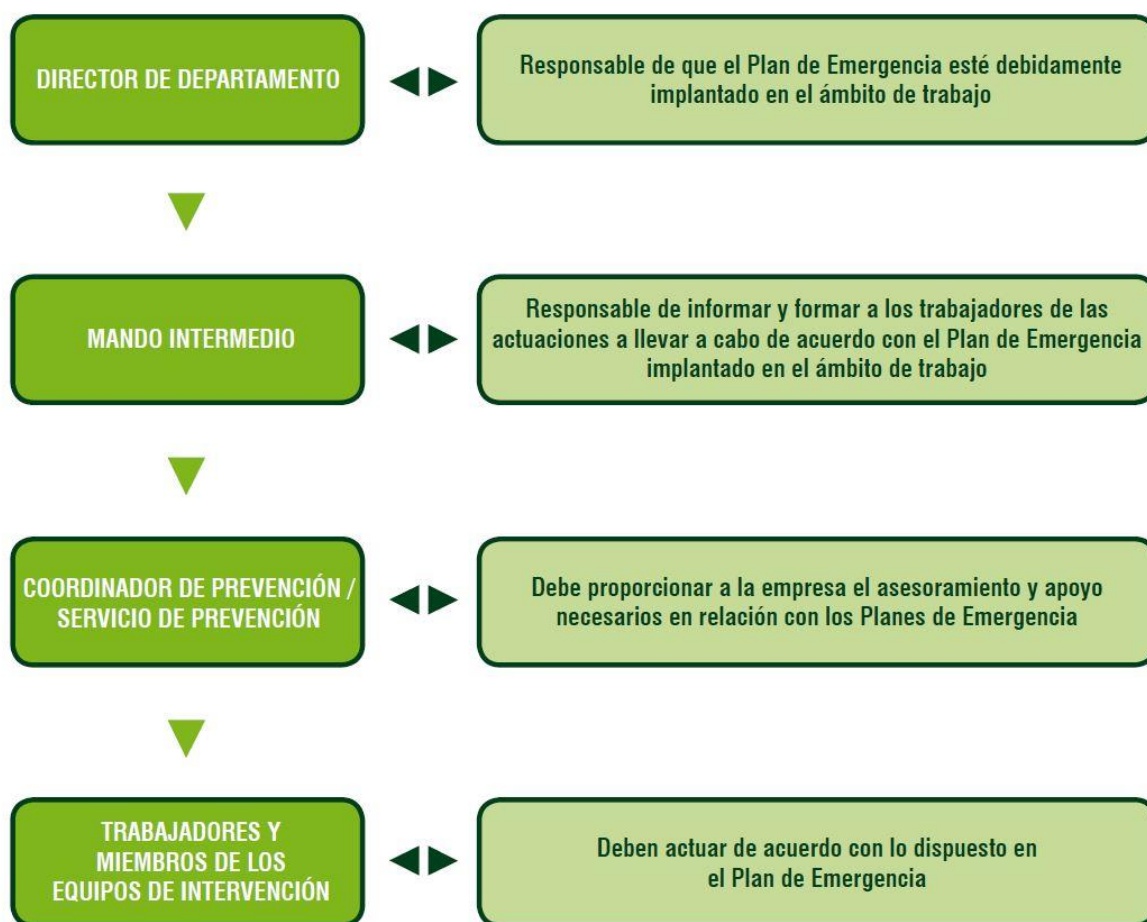 DIRECTOR DE DEPARTAMENTO
Responsable de que el Plan de Emergencia esté debidamente
implantado en el ámbito de trabajo
MANDO INTERMEDIO
Responsable de informar y formar a los trabajadores de las
actuaciones a llevar a cabo de acuerdo con el Plan de Emergencia
implantado en el ámbito de trabajo
COORDINADOR DE PREVENCIÓN /
SERVICIO DE PREVENCIÓN
Debe proporcionar a la empresa el asesoramiento y apoyo
necesarios en relación con los Planes de Emergencia
TRABAJADORES Y
MIEMBROS DE LOS
EQUIPOS DE INTERVENCIÓN
Deben actuar de acuerdo con lo dispuesto en
el Plan de Emergencia